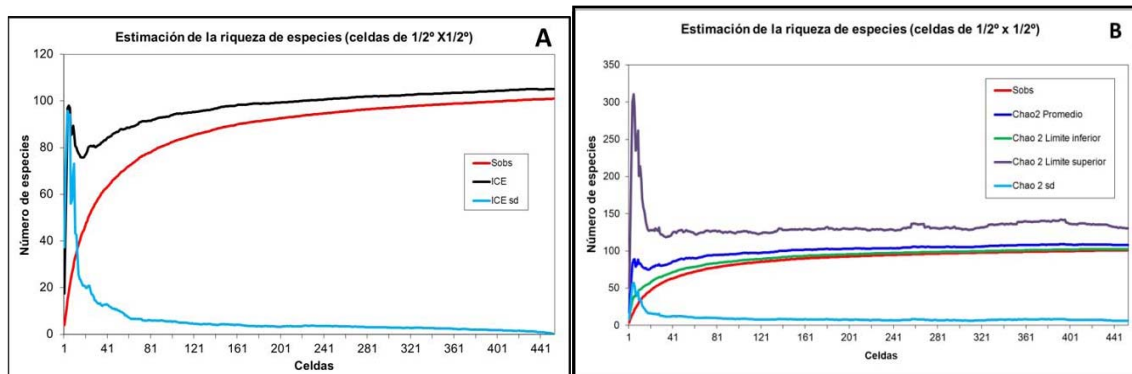 Estimación de la riqueza de especies (celdas de 1/2º X1/2º)
A
120
100
80
60
40
20
0
Número de especies
Sobs
ICE
ICE sd
1 41 81 121 161 201 241 281 321 361 401 441
Celdas
Estimación de la riqueza de especies (celdas de 1/2º x 1/2º)
B
350
300
250
200
150
100
50
0
Número de especies
Sobs
Chao2 Promedio
Chao 2 Limite inferior
Chao 2 Limite superior
Chao 2 sd
1 41 81 121 161 201 241 281 321 361 401 441
Celdas